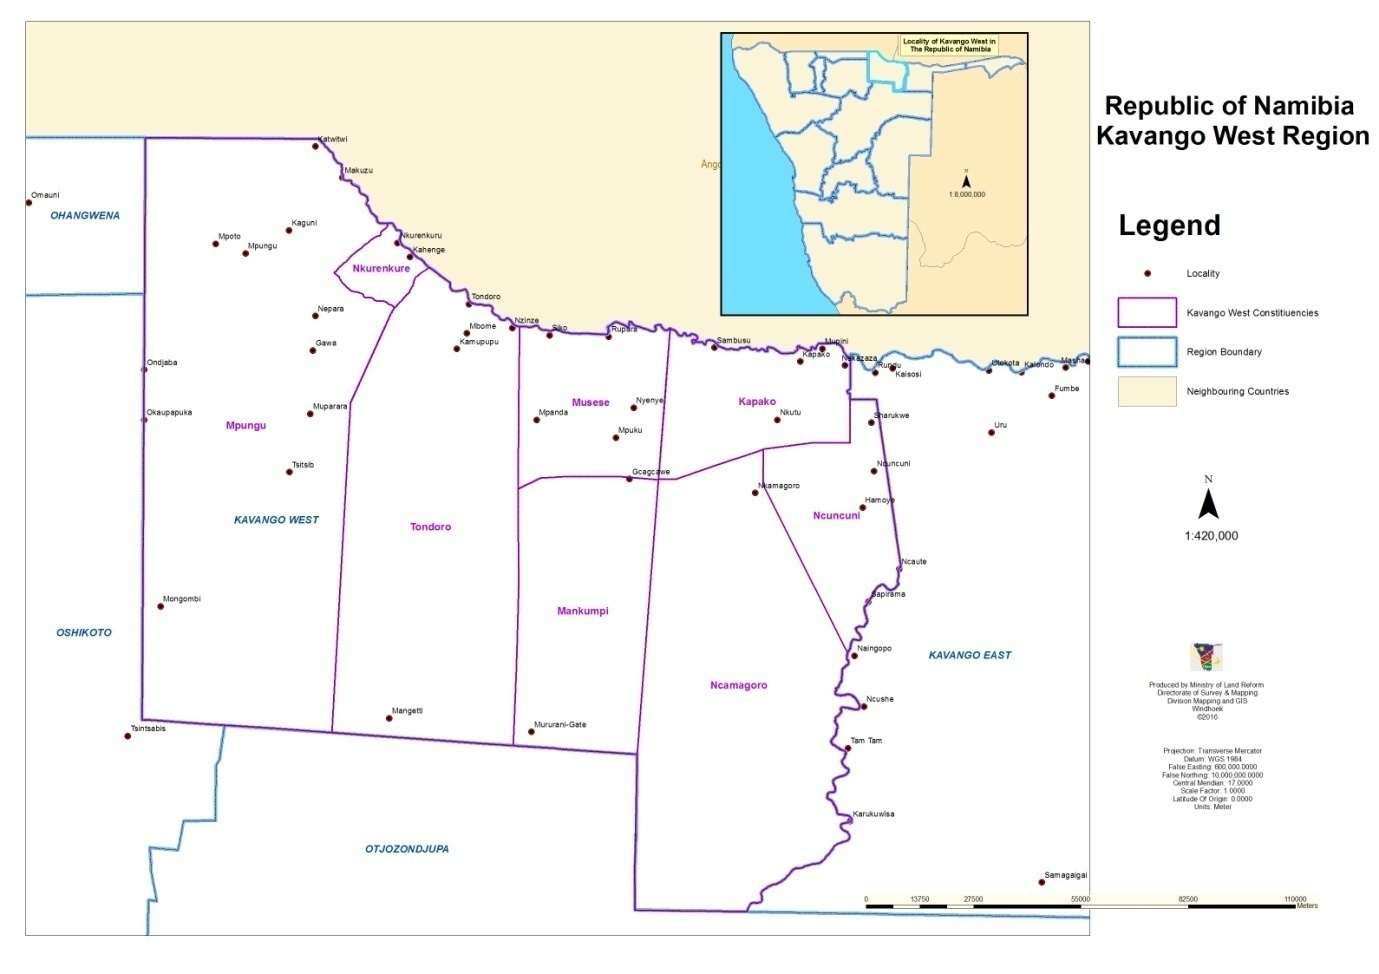 Republic of Namibia
Kavango West Region
Legend
Locality
Kavango West Constituencies
Region Boundary
Neighbouring Countries
N
1:420,000
Produced by Ministry of Land Reform
Directorate of Survey & Mapping
Division Mapping and GIS
Windhoek
©2016
Projection: Transverse Mercator
Datum: WGS 1984
False Easting: 600,000.0000
False Northing: 10,000,000.0000
Central Meridian: 17.0000
Scale Factor: 1.0000
Latitude Of Origin: 0.0000
Units: Meter
0 13750 27500 55000 82500 110000
Meters
Locality of Kavango West in
The Republic of Namibia
N
1:8,000,000
Ango
Katwitwi
Makuzu
Omauni
OHANGWENA
Kaguni
Mpoto
Mpungu
Nkurenkuru
Kahenge
Nkurenkure
Tondoro
Nepara
Nzinze
Mbome
Siko
Rupara
Kamupupu
Gawa
Sambusu
Mupini
Kapako
Nakazaza
Rundu
Kaisosi
Utokota
Kalondo
Masha
Ondjaba
Fumbe
Musese
Nyenye
Kapako
Muparara
Okaupapuka
Mpanda
Nkutu
Sharukwe
Mpungu
Mpuku
Uru
Tsitsib
Gcagcawe
Ncuncuni
Nkamagoro
Hamoye
KAVANGO WEST
Tondoro
Ncuncuni
Ncaute
Sapirama
Mongombi
Mankumpi
OSHIKOTO
Naingopo
KAVANGO EAST
Ncamagoro
Ncushe
Mangetti
Mururani-Gate
Tsintsabis
Tam Tam
Karukuwisa
OTJOZONDJUPA
Samagaigai